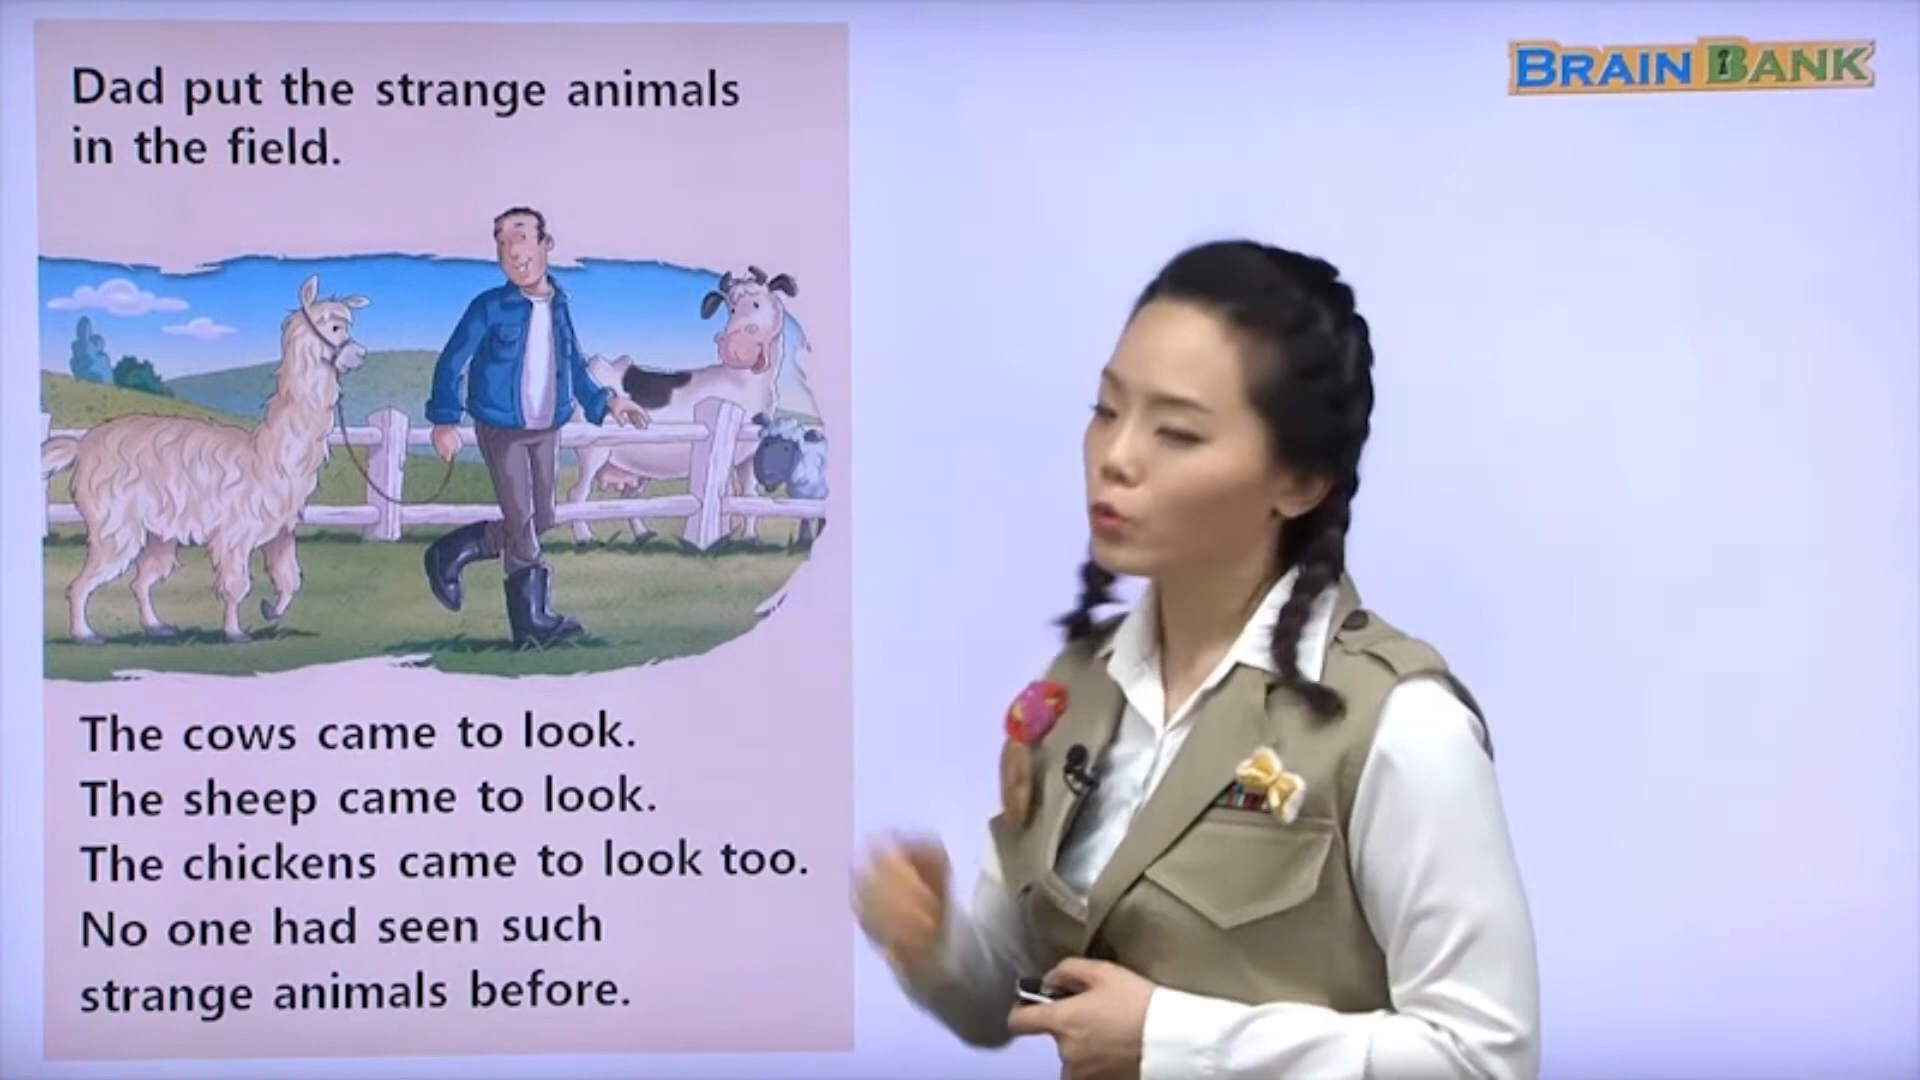 Dad put the strange animals
in the field.
The cows came to look.
The sheep came to look.
The chickens came to look too.
No one had seen such
strange animals before.
BRAIN BANK